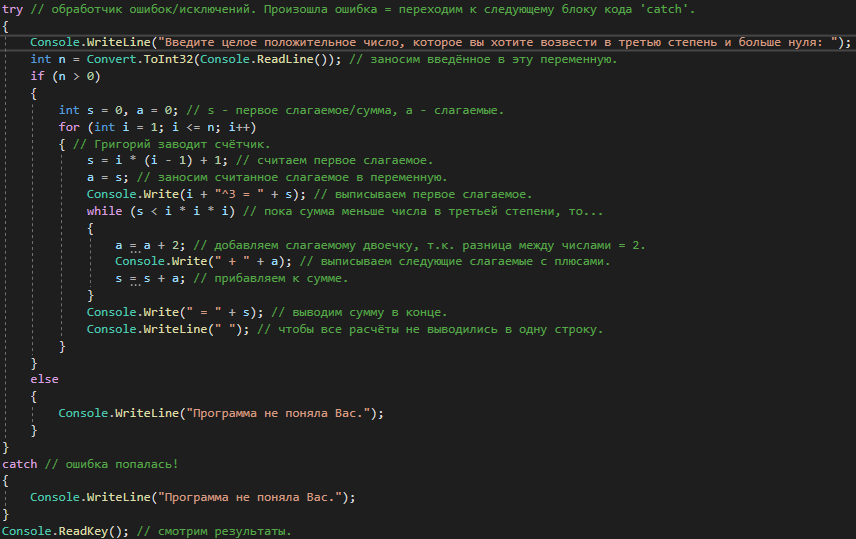 try // обработчик ошибок/исключений. Произошла ошибка = переходим к следующему блоку кода 'catch'.
{
    Console.WriteLine("Введите целое положительное число, которое вы хотите возвести в третью степень и больше нуля: ");
    int n = Convert.ToInt32(Console.ReadLine()); // заносим введённое в эту переменную.
    if (n > 0)
    {
        int s = 0, a = 0; // s - первое слагаемое/сумма, a - слагаемые.
        for (int i = 1; i <= n; i++)
        { // Григорий заводит счётчик.
            s = i * (i - 1) + 1; // считаем первое слагаемое.
            a = s; // заносим считанное слагаемое в переменную.
            Console.Write(i + "^3 = " + s); // выписываем первое слагаемое.
            while (s < i * i * i) // пока сумма меньше числа в третьей степени, то...
            {
                a = a + 2; // добавляем слагаемому двоечку, т.к. разница между числами = 2.
                Console.Write(" + " + a); // выписываем следующие слагаемые с плюсами.
                s = s + a; // прибавляем к сумме.
            }
            Console.Write(" = " + s); // выводим сумму в конце.
            Console.WriteLine(" "); // чтобы все расчёты не выводились в одну строку.
        }
    }
    else
    {
        Console.WriteLine("Программа не поняла Вас.");
    }
}
catch // ошибка попалась!
{
    Console.WriteLine("Программа не поняла Вас.");
}
Console.ReadKey(); // смотрим результаты.